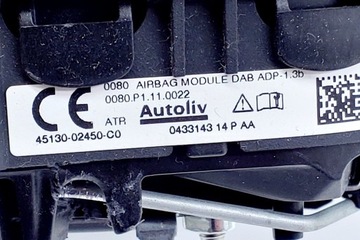 0080 AIRBAG MODULE DAB ADP-1.3b
0080.P1.11.0022
CE
ATR Autoliv
45130-02450-C0 0433143 14 P AA